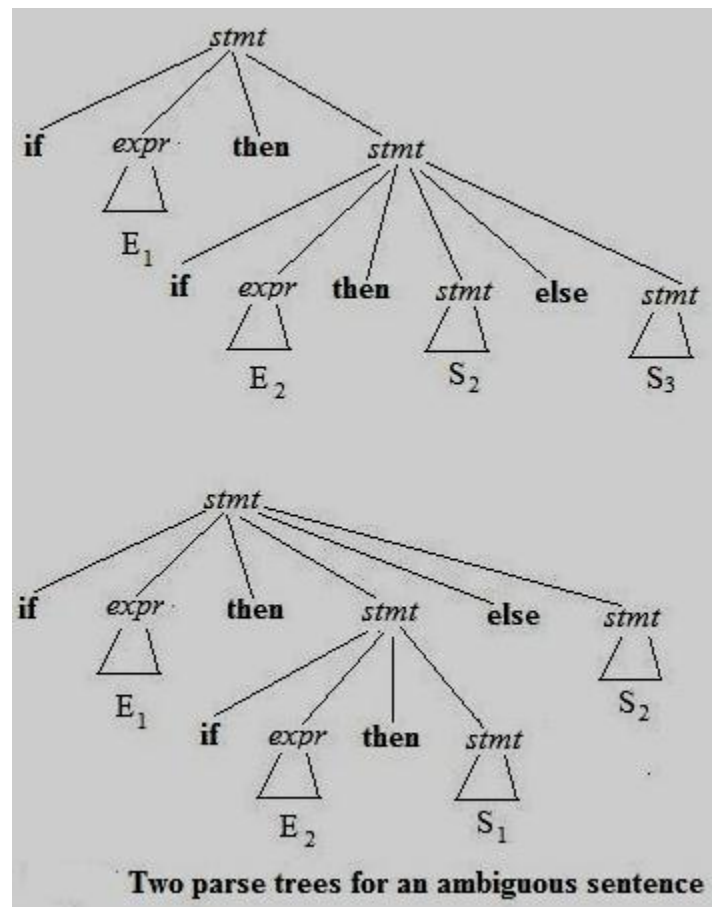 stmt
if expr then stmt
E1
if expr then stmt else stmt
E2 S2 S3
stmt
if expr then stmt else stmt
E1 S2
if expr then stmt
E2 S1
Two parse trees for an ambiguous sentence